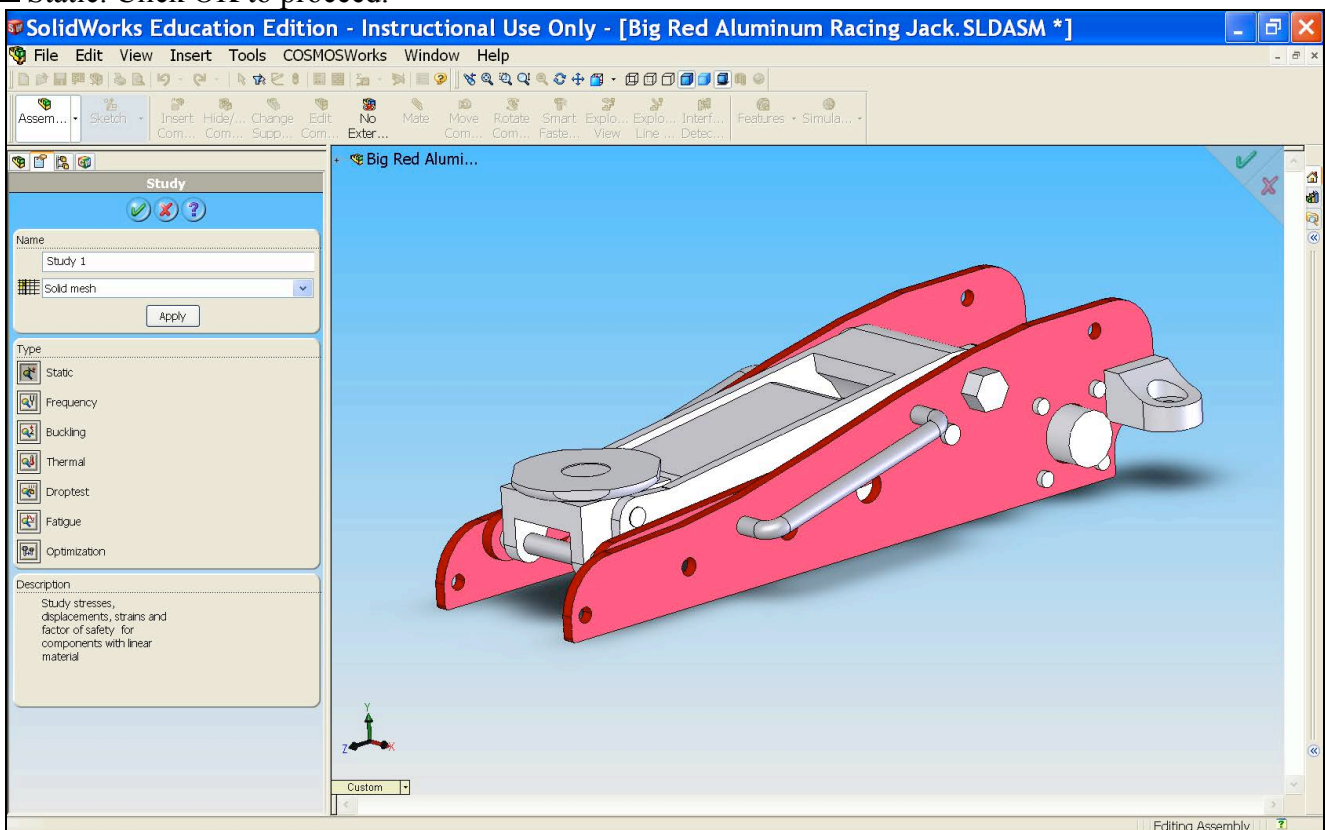 Static. Click OK to proceed.
SolidWorks Education Edition - Instructional Use Only - [Big Red Aluminum Racing Jack.SLDASM *]
File Edit View Insert Tools COSMOSWorks Window Help
Assem... Sketch Insert Com... Hide/... Com... Change Supp... Edit Com... No Exter... Mate Move Com... Rotate Com... Smart Faste... Explo... View Explo... Line ... Interf... Detec... Features Simula...
Big Red Alumi...
Study
Name
Study 1
Solid mesh
Apply
Type
Static
Frequency
Buckling
Thermal
Droptest
Fatigue
Optimization
Description
Study stresses,
displacements, strains and
factor of safety for
components with linear
material
Y
Z X
Custom
Editing Assembly